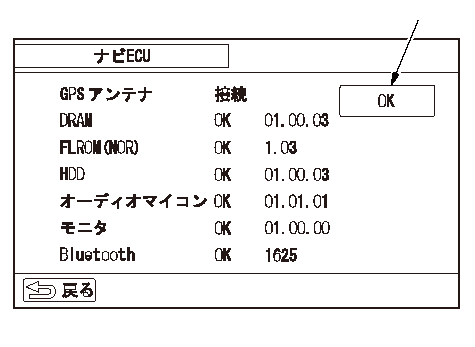 ナビECU
GPSアンテナ 接続 OK
DRAM OK 01.00.03
FLROM(NOR) OK 1.03
HDD OK 01.00.03
オーディオマイコン OK 01.01.01
モニタ OK 01.00.00
Bluetooth OK 1625
戻る